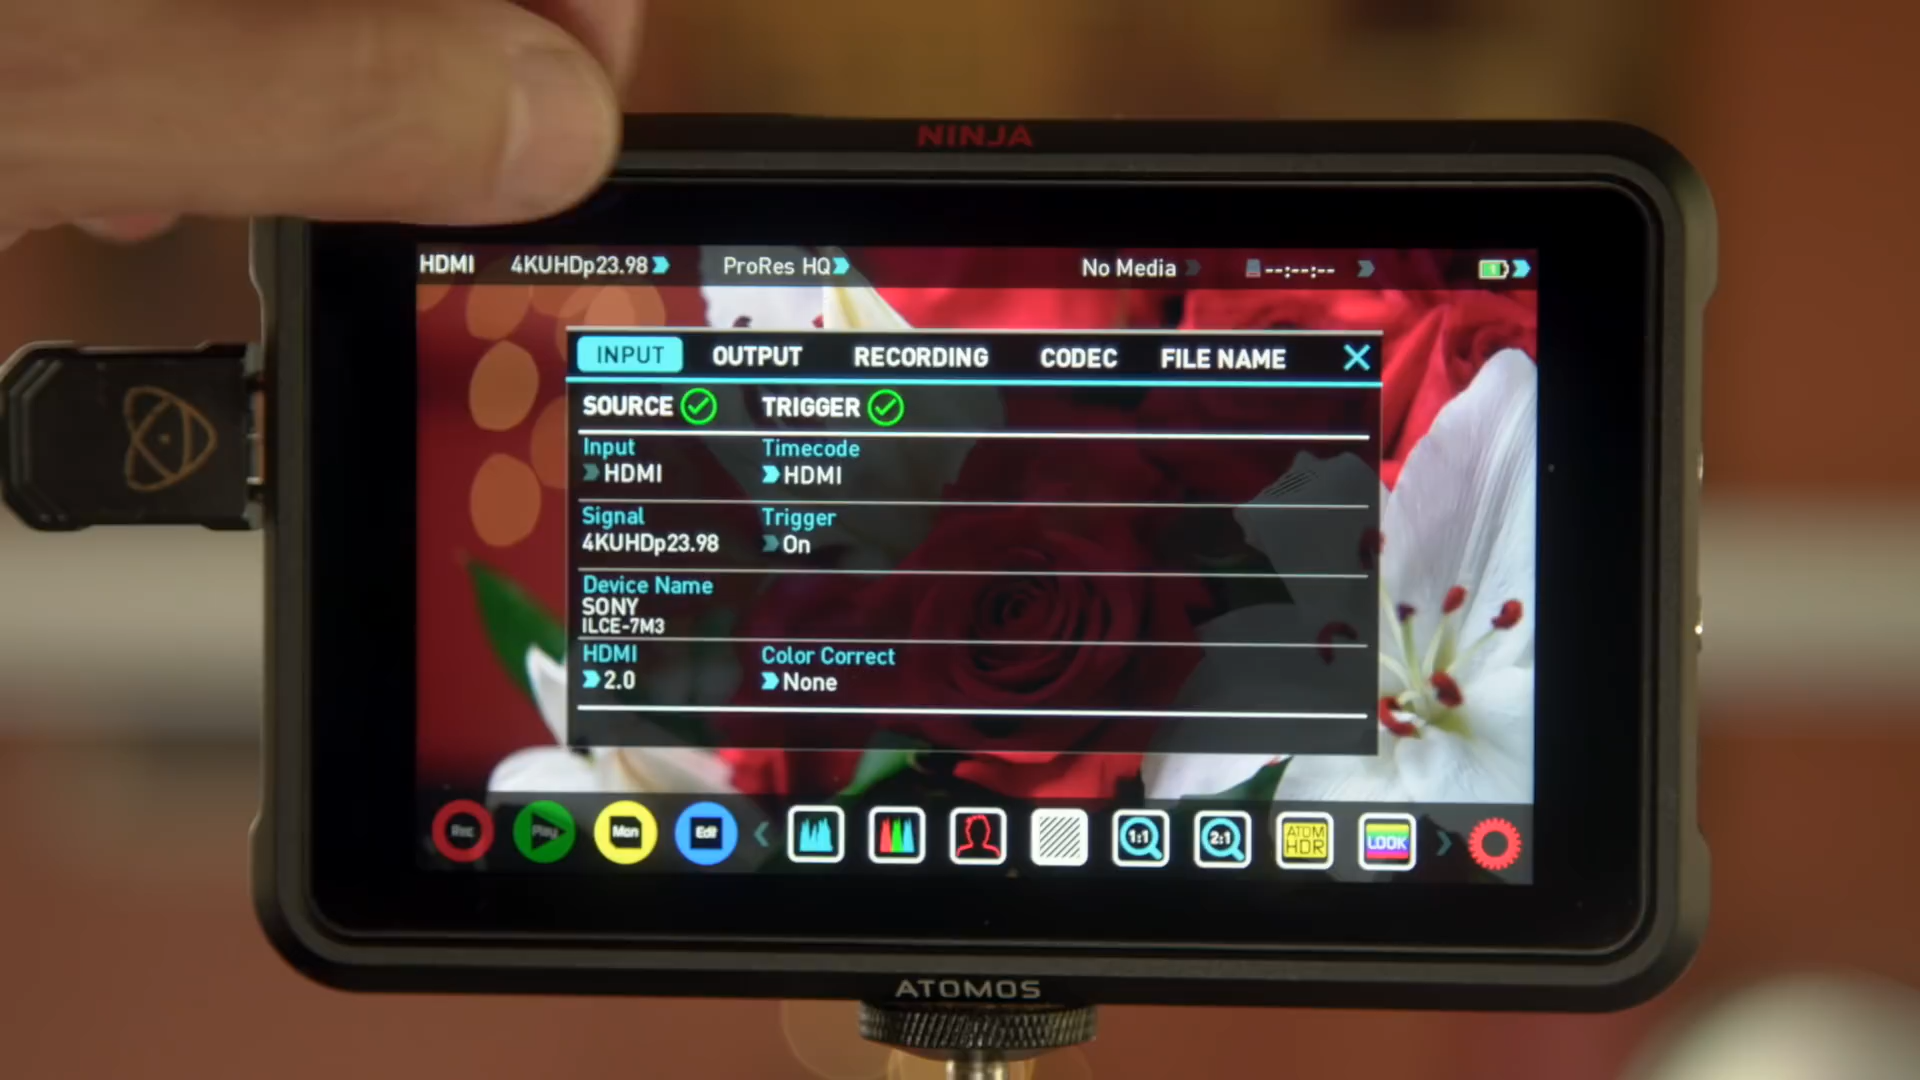 NINJA
HDMI 4KUHDp23.98 ProRes HQ No Media --:--:--
INPUT OUTPUT RECORDING CODEC FILE NAME X
SOURCE TRIGGER
Input Timecode
HDMI HDMI
Signal Trigger
4KUHDp23.98 On
Device Name
SONY
ILCE-7M3
HDMI Color Correct
2.0 None
Rec Play Mon Edit 1:1 2:1 ATOM HDR LOOK
ATOMOS